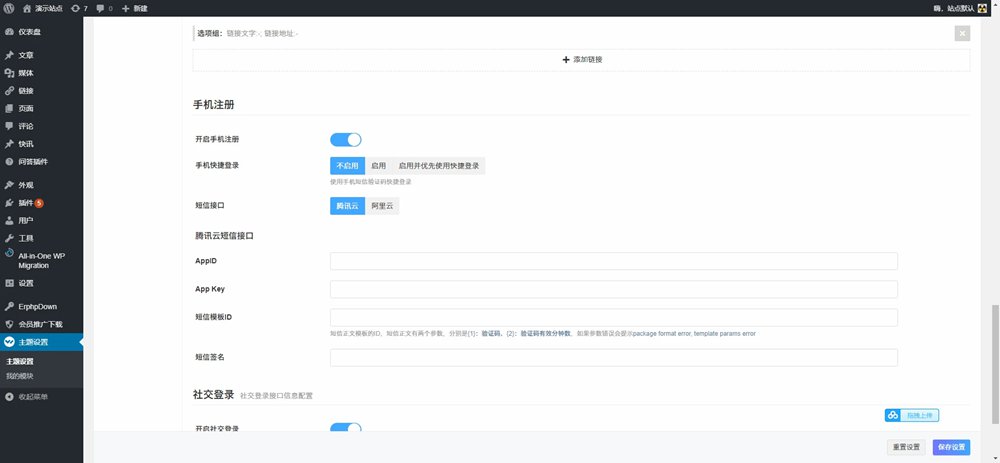 演示站点 7 0 新建 嗨，站点默认
仪表盘
文章
媒体
链接
页面
评论
快讯
问答插件
外观
插件 5
用户
工具
All-in-One WP Migration
设置
ErphpDown
会员推广下载
主题设置
主题设置
我的模块
收起菜单
选项组：链接文字 -; 链接地址 -
添加链接
手机注册
开启手机注册
手机快捷登录 不启用 启用 启用并优先使用快捷登录
使用手机短信验证码快捷登录
短信接口 腾讯云 阿里云
腾讯云短信接口
AppID
App Key
短信模板ID
短信正文模板的ID，短信正文有两个参数，分别是{1}：验证码、{2}：验证码有效分钟数，如果参数错误会提示package format error, template params error
短信签名
社交登录 社交登录接口信息配置
开启社交登录
拖拽上传
重置设置 保存设置